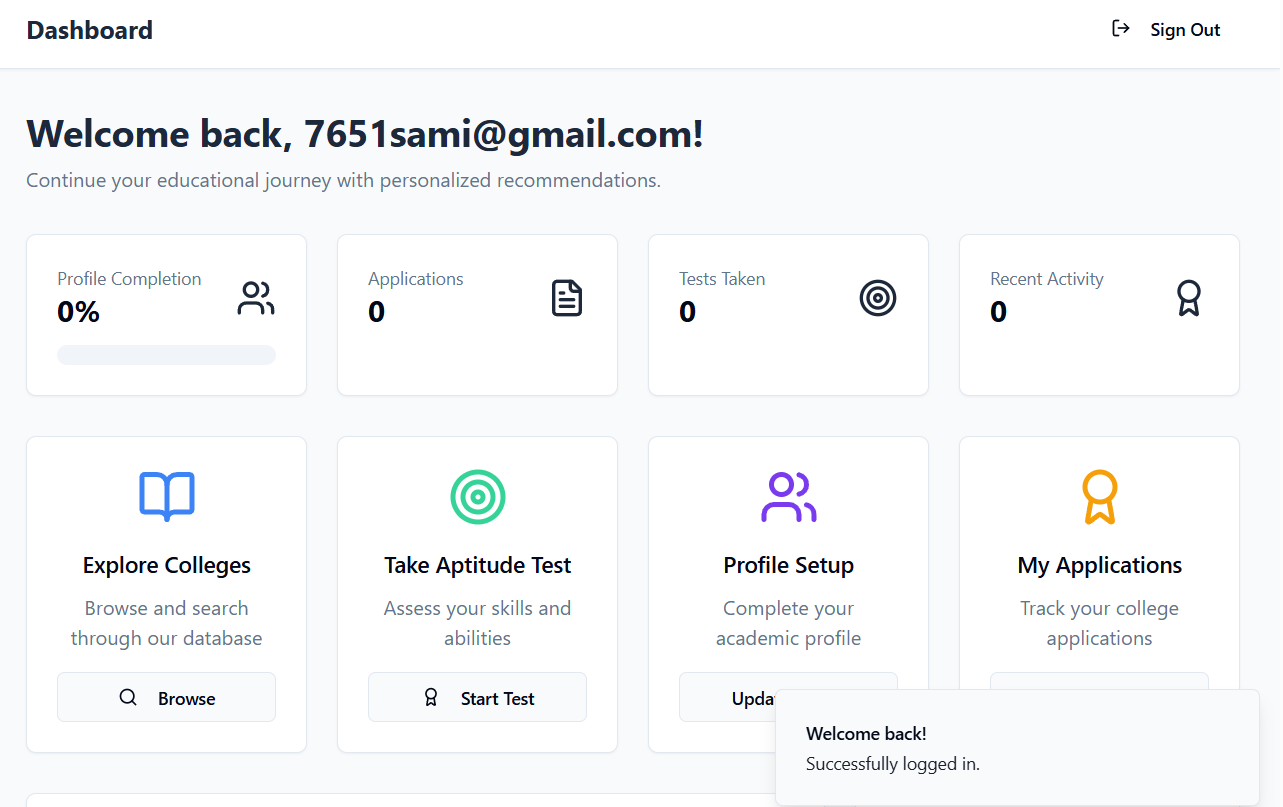 Dashboard
Sign Out
Welcome back, 7651sami@gmail.com!
Continue your educational journey with personalized recommendations.
Profile Completion
0%
Applications
0
Tests Taken
0
Recent Activity
0
Explore Colleges
Browse and search
through our database
Browse
Take Aptitude Test
Assess your skills and
abilities
Start Test
Profile Setup
Complete your
academic profile
My Applications
Track your college
applications
Welcome back!
Successfully logged in.